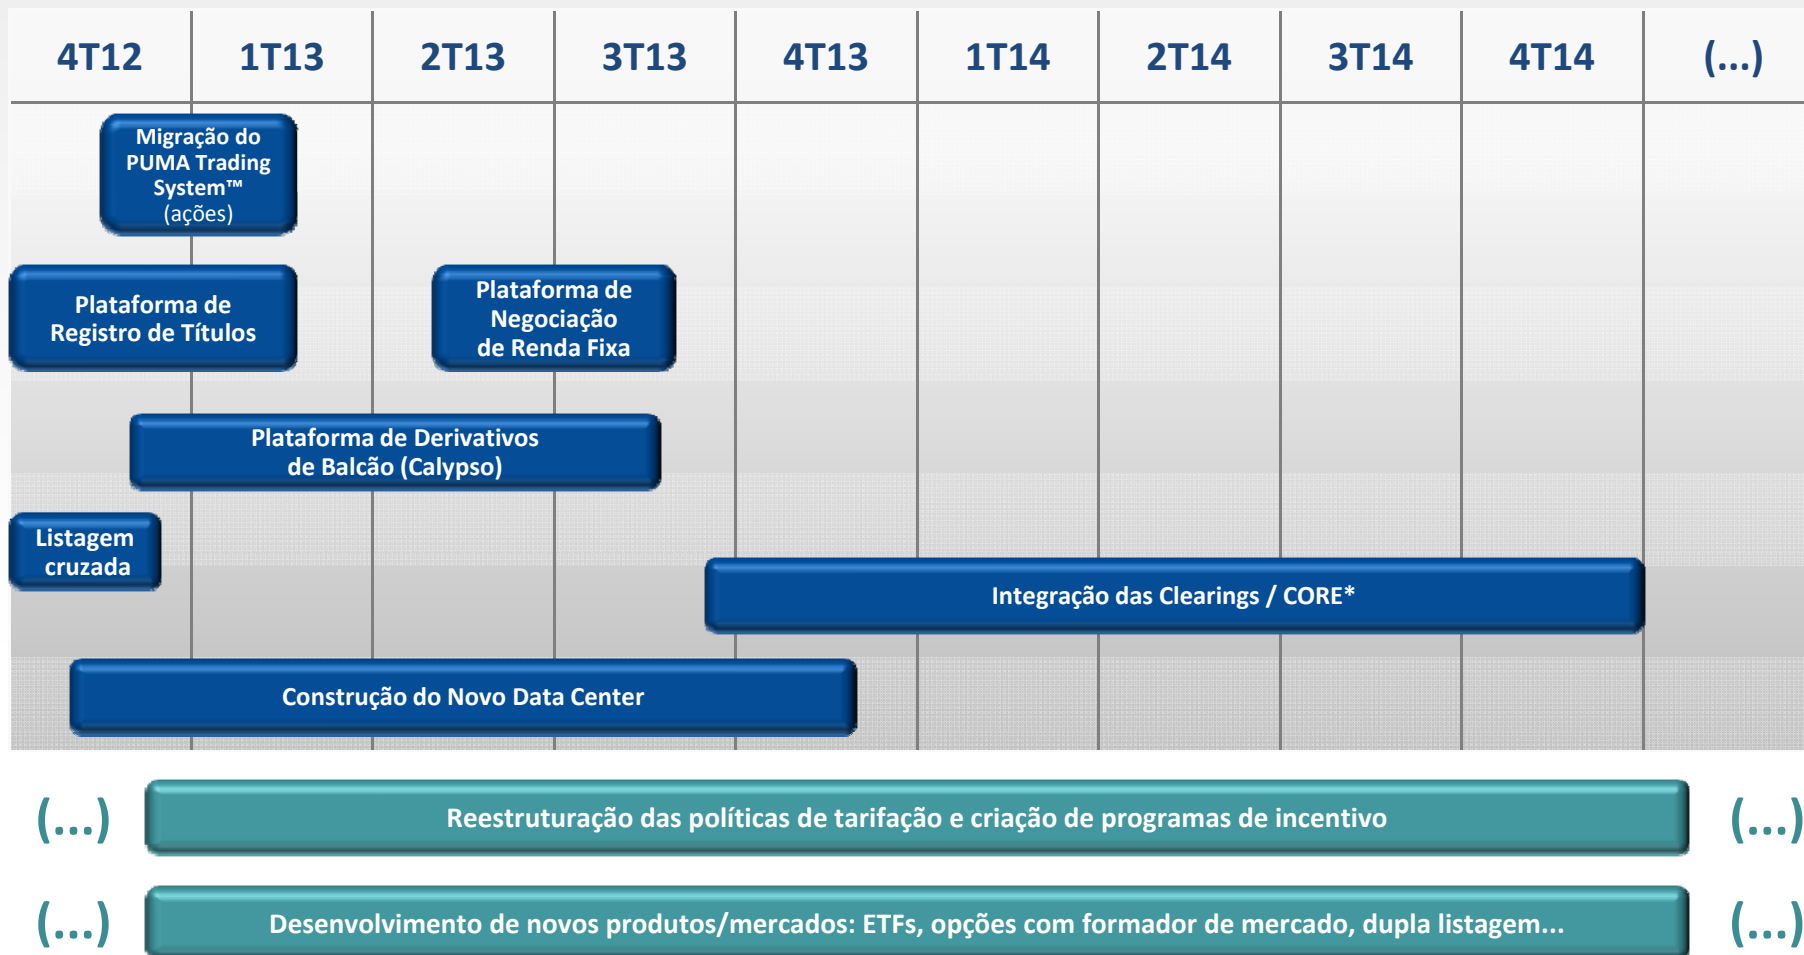 4T12 1T13 2T13 3T13 4T13 1T14 2T14 3T14 4T14 (...)
Migração do
PUMA Trading
System™
(ações)
Plataforma de
Registro de Títulos
Plataforma de
Negociação
de Renda Fixa
Plataforma de Derivativos
de Balcão (Calypso)
Listagem
cruzada
Integração das Clearings / CORE*
Construção do Novo Data Center
(...) Reestruturação das políticas de tarifação e criação de programas de incentivo (...)
(...) Desenvolvimento de novos produtos/mercados: ETFs, opções com formador de mercado, dupla listagem... (...)